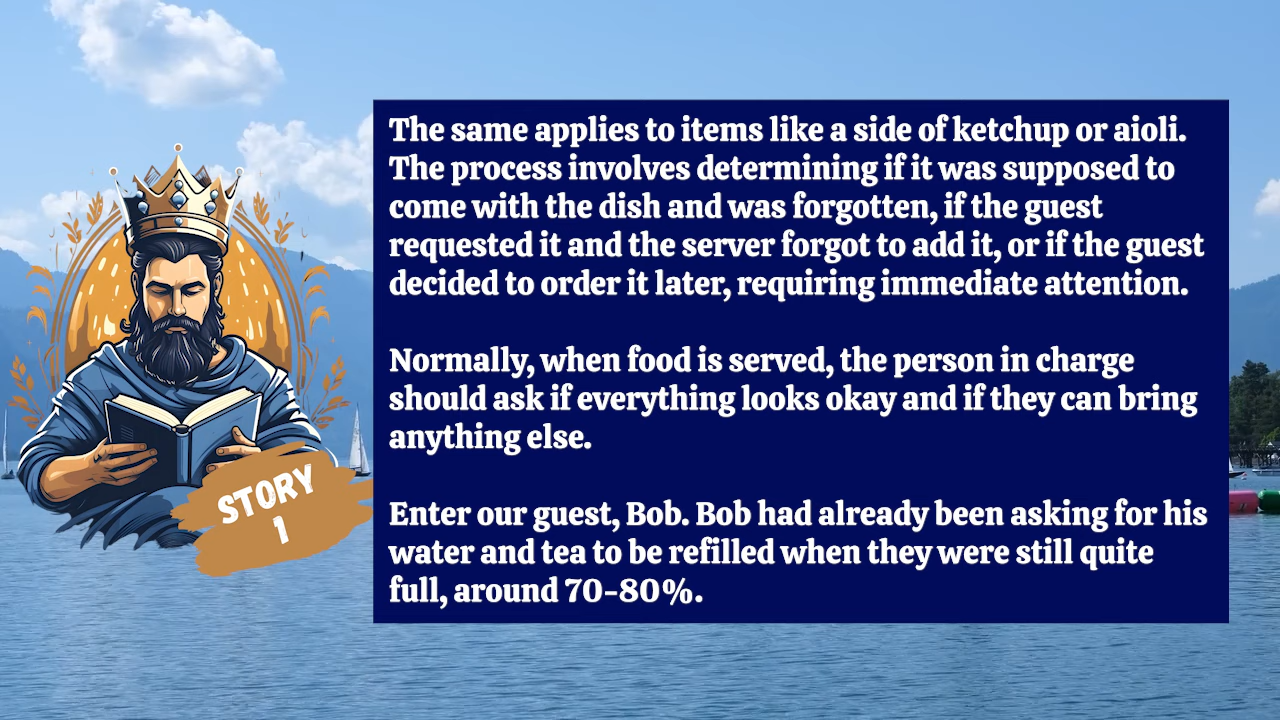 The same applies to items like a side of ketchup or aioli.
The process involves determining if it was supposed to
come with the dish and was forgotten, if the guest
requested it and the server forgot to add it, or if the guest
decided to order it later, requiring immediate attention.
Normally, when food is served, the person in charge
should ask if everything looks okay and if they can bring
anything else.
Enter our guest, Bob. Bob had already been asking for his
water and tea to be refilled when they were still quite
full, around 70-80%.
STORY
1